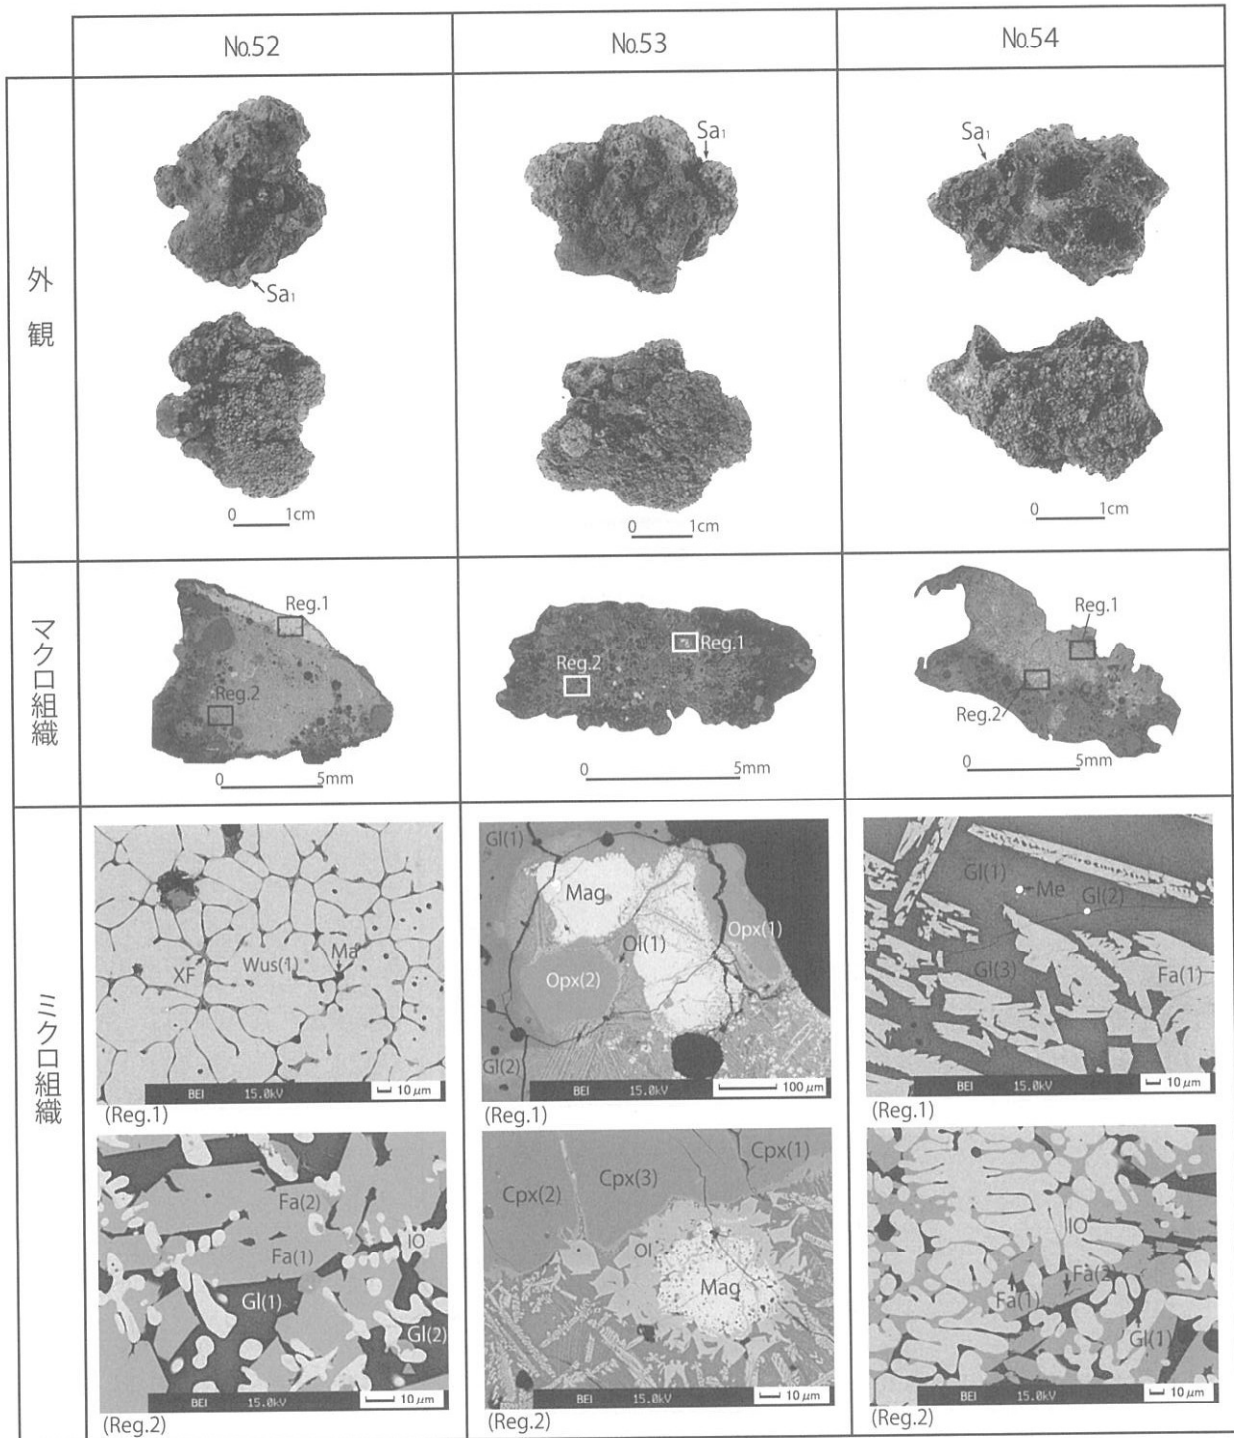 No.52
No.53
No.54
外観
Sa1
0 1cm
Sa1
0 1cm
Sa1
0 1cm
マクロ組織
Reg.1
Reg.2
0 5mm
Reg.1
Reg.2
0 5mm
Reg.1
Reg.2
0 5mm
ミクロ組織
XF
Wus(1)
Ma
BEI 15.0kV 10 μm
(Reg.1)
Gl(1)
Mag
Ol(1)
Opx(1)
Opx(2)
Gl(2)
BEI 15.0kV 100 μm
(Reg.1)
Gl(1)
Me
Gl(2)
Gl(3)
Fa(1)
BEI 15.0kV 10 μm
(Reg.1)
Fa(2)
IO
Fa(1)
Gl(1)
Gl(2)
BEI 15.0kV 10 μm
(Reg.2)
Cpx(1)
Cpx(3)
Cpx(2)
Ol
Mag
BEI 15.0kV 10 μm
(Reg.2)
IO
Fa(2)
Fa(1)
Gl(1)
BEI 15.0kV 10 μm
(Reg.2)